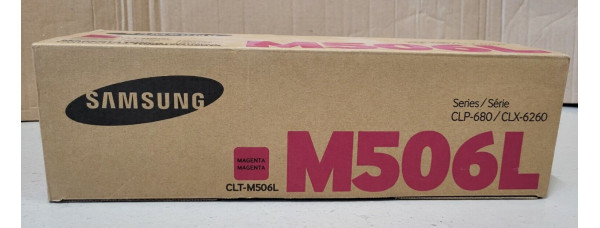 M506L
SAMSUNG
Series/Série
CLP-680/CLX-6260
MAGENTA
MAGENTA
CLT-M506L
M506L